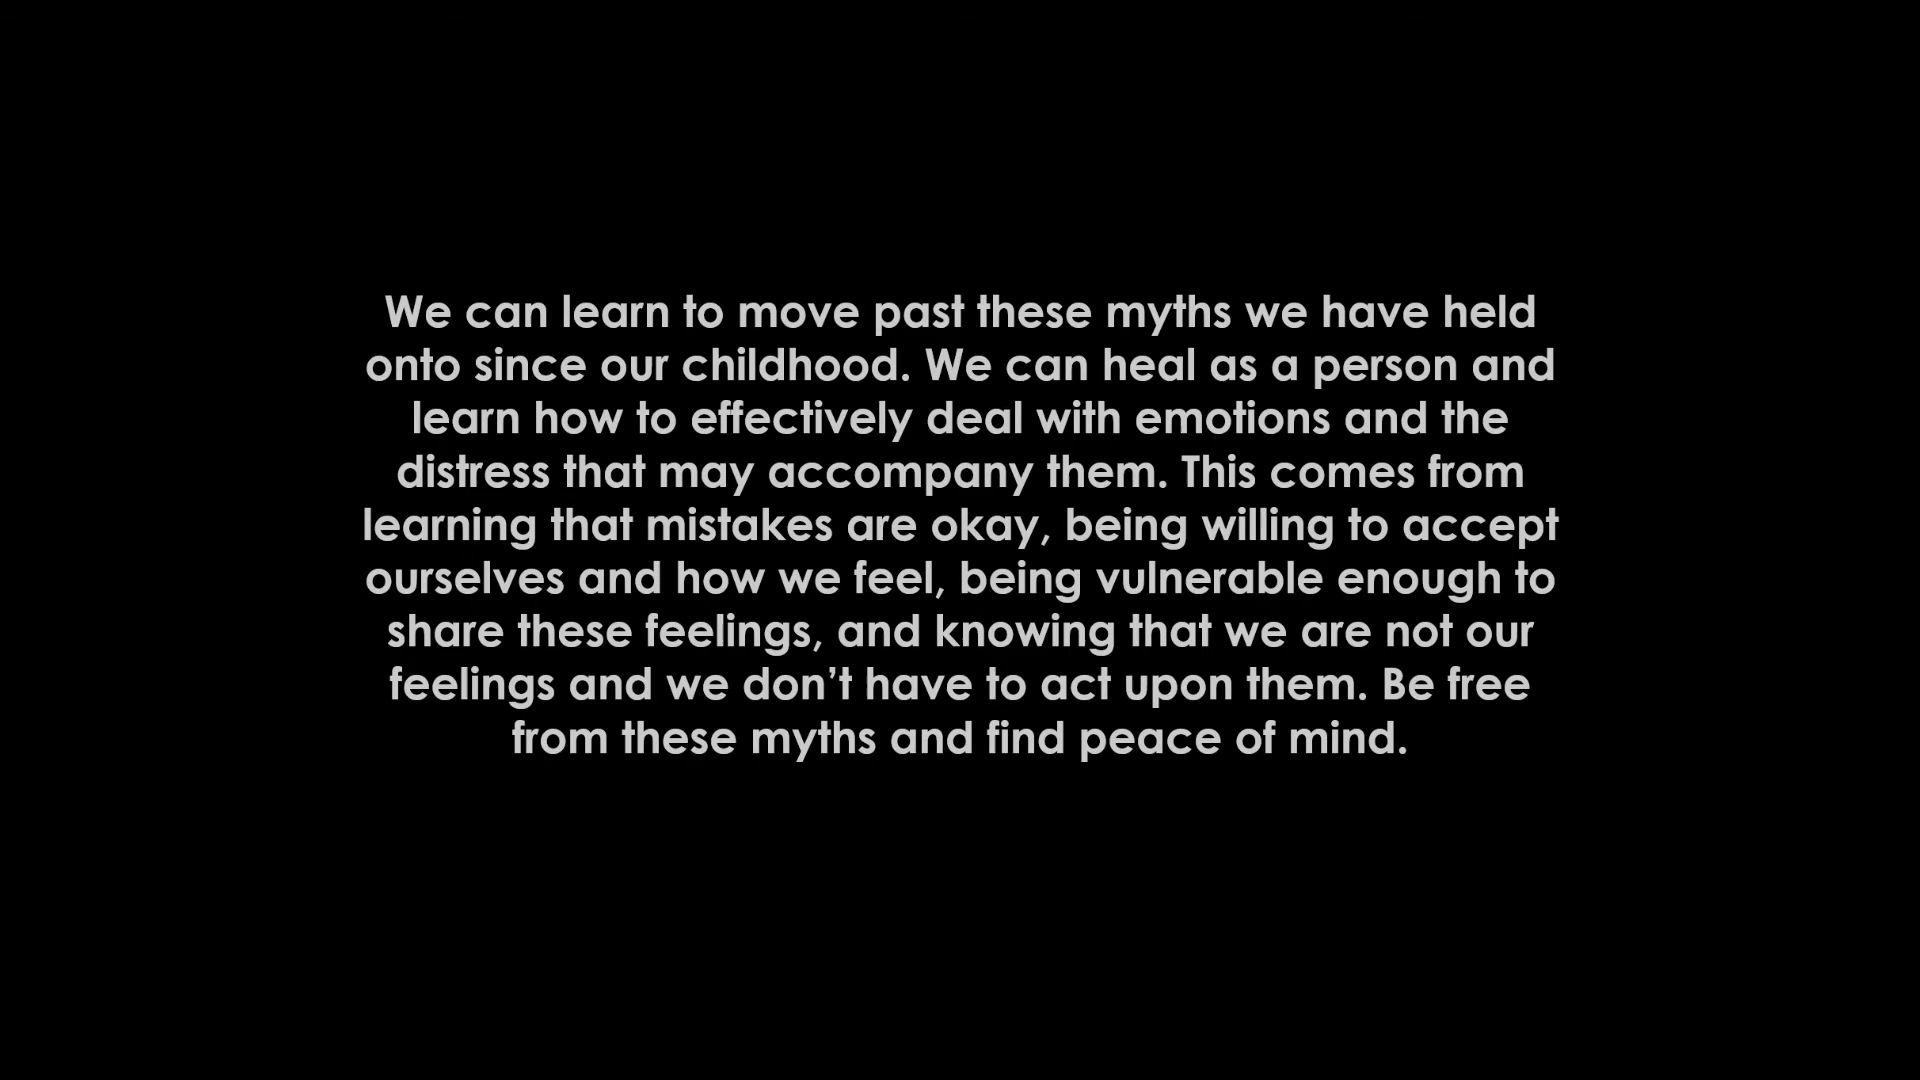 We can learn to move past these myths we have held
onto since our childhood. We can heal as a person and
learn how to effectively deal with emotions and the
distress that may accompany them. This comes from
learning that mistakes are okay, being willing to accept
ourselves and how we feel, being vulnerable enough to
share these feelings, and knowing that we are not our
feelings and we don’t have to act upon them. Be free
from these myths and find peace of mind.